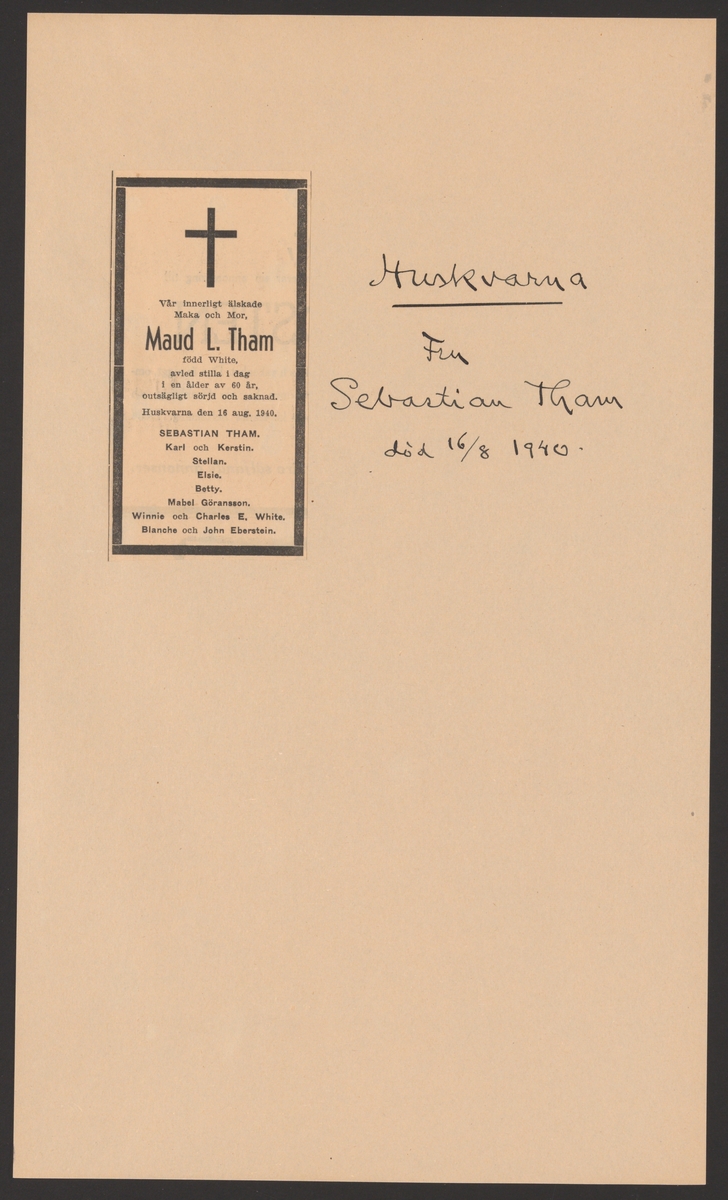 Vår innerligt älskade
Maka och Mor,
Maud L. Tham
född White,
avled stilla i dag
i en ålder av 60 år,
outsägligt sörjd och saknad.
Huskvarna den 16 aug. 1940.
SEBASTIAN THAM.
Karl och Kerstin.
Stellan.
Elsie.
Betty.
Mabel Göransson.
Winnie och Charles E. White.
Blanche och John Eberstein.
Huskvarna
Fru
Sebastian Tham
död 16/8 1940.